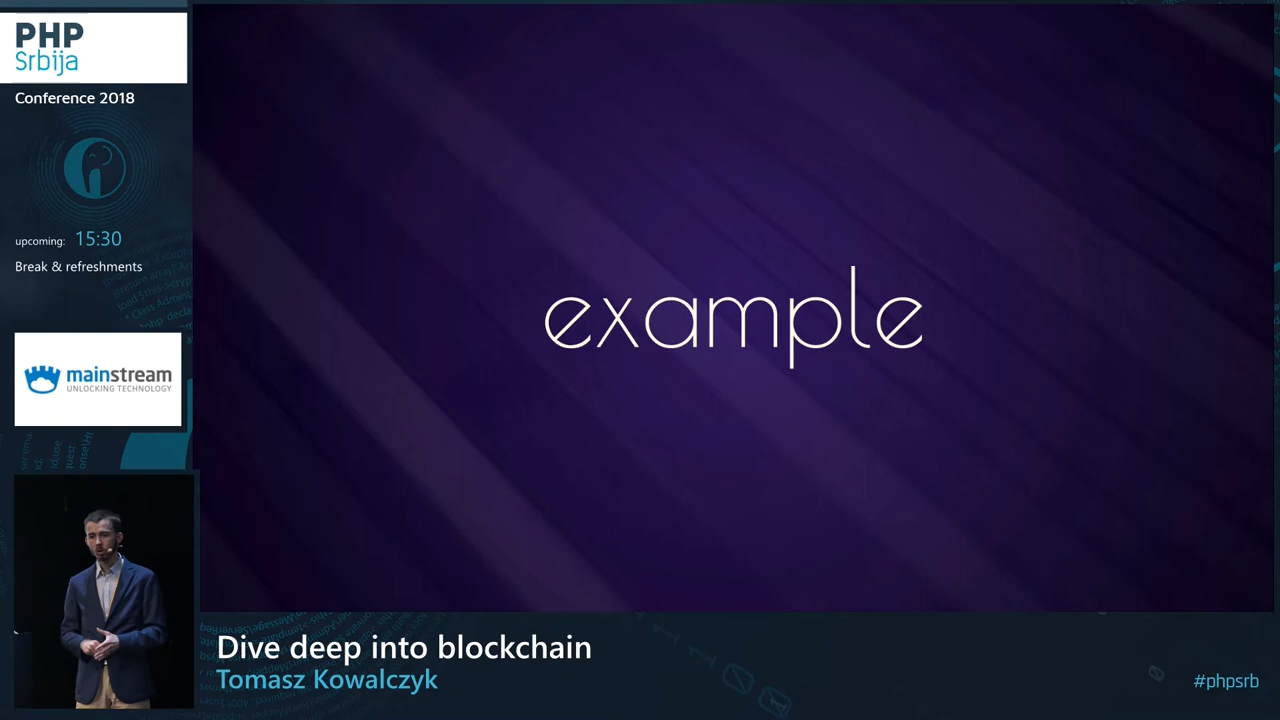 PHP
Srbija
Conference 2018
upcoming: 15:30
Break & refreshments
mainstream
UNLOCKING TECHNOLOGY
example
Dive deep into blockchain
Tomasz Kowalczyk
#phpsrb